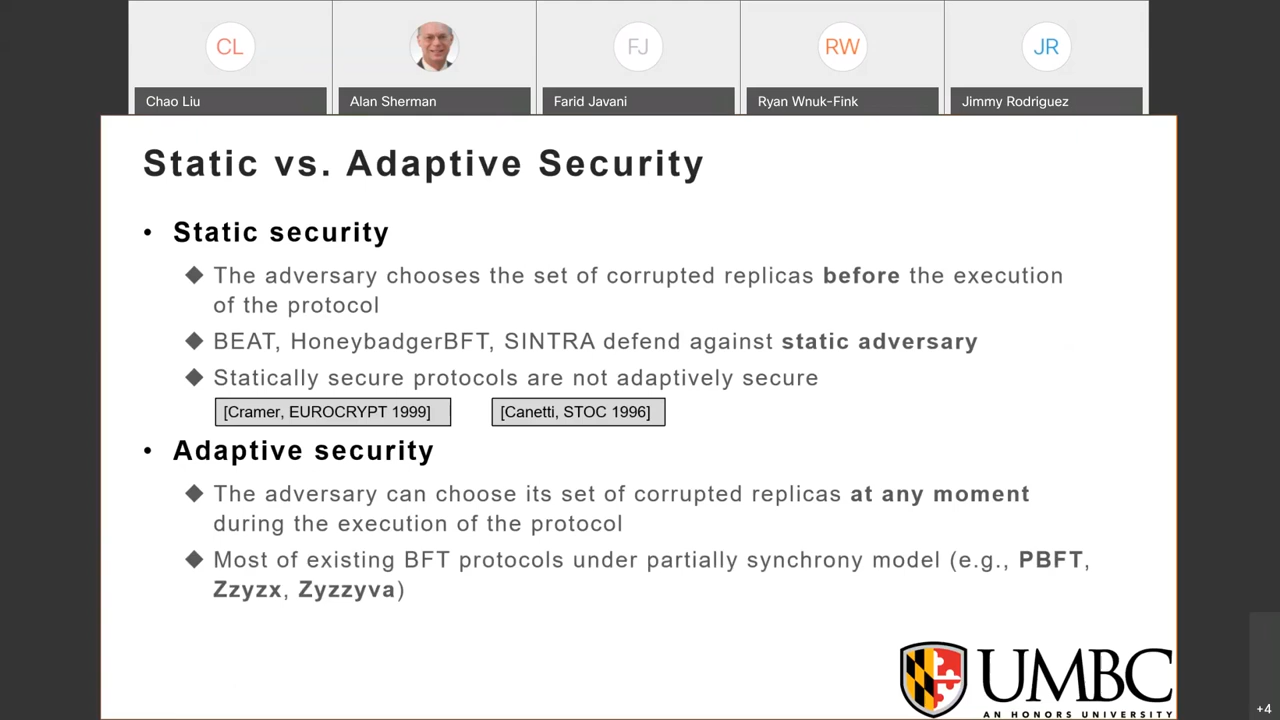 CL
FJ
RW
JR
Chao Liu
Alan Sherman
Farid Javani
Ryan Wnuk-Fink
Jimmy Rodriguez
Static vs. Adaptive Security
• Static security
◆ The adversary chooses the set of corrupted replicas before the execution
of the protocol
◆ BEAT, HoneybadgerBFT, SINTRA defend against static adversary
◆ Statically secure protocols are not adaptively secure
[Cramer, EUROCRYPT 1999]
[Canetti, STOC 1996]
• Adaptive security
◆ The adversary can choose its set of corrupted replicas at any moment
during the execution of the protocol
◆ Most of existing BFT protocols under partially synchrony model (e.g., PBFT,
Zzyzx, Zyzzyva)
UMBC
AN HONORS UNIVERSITY
+4